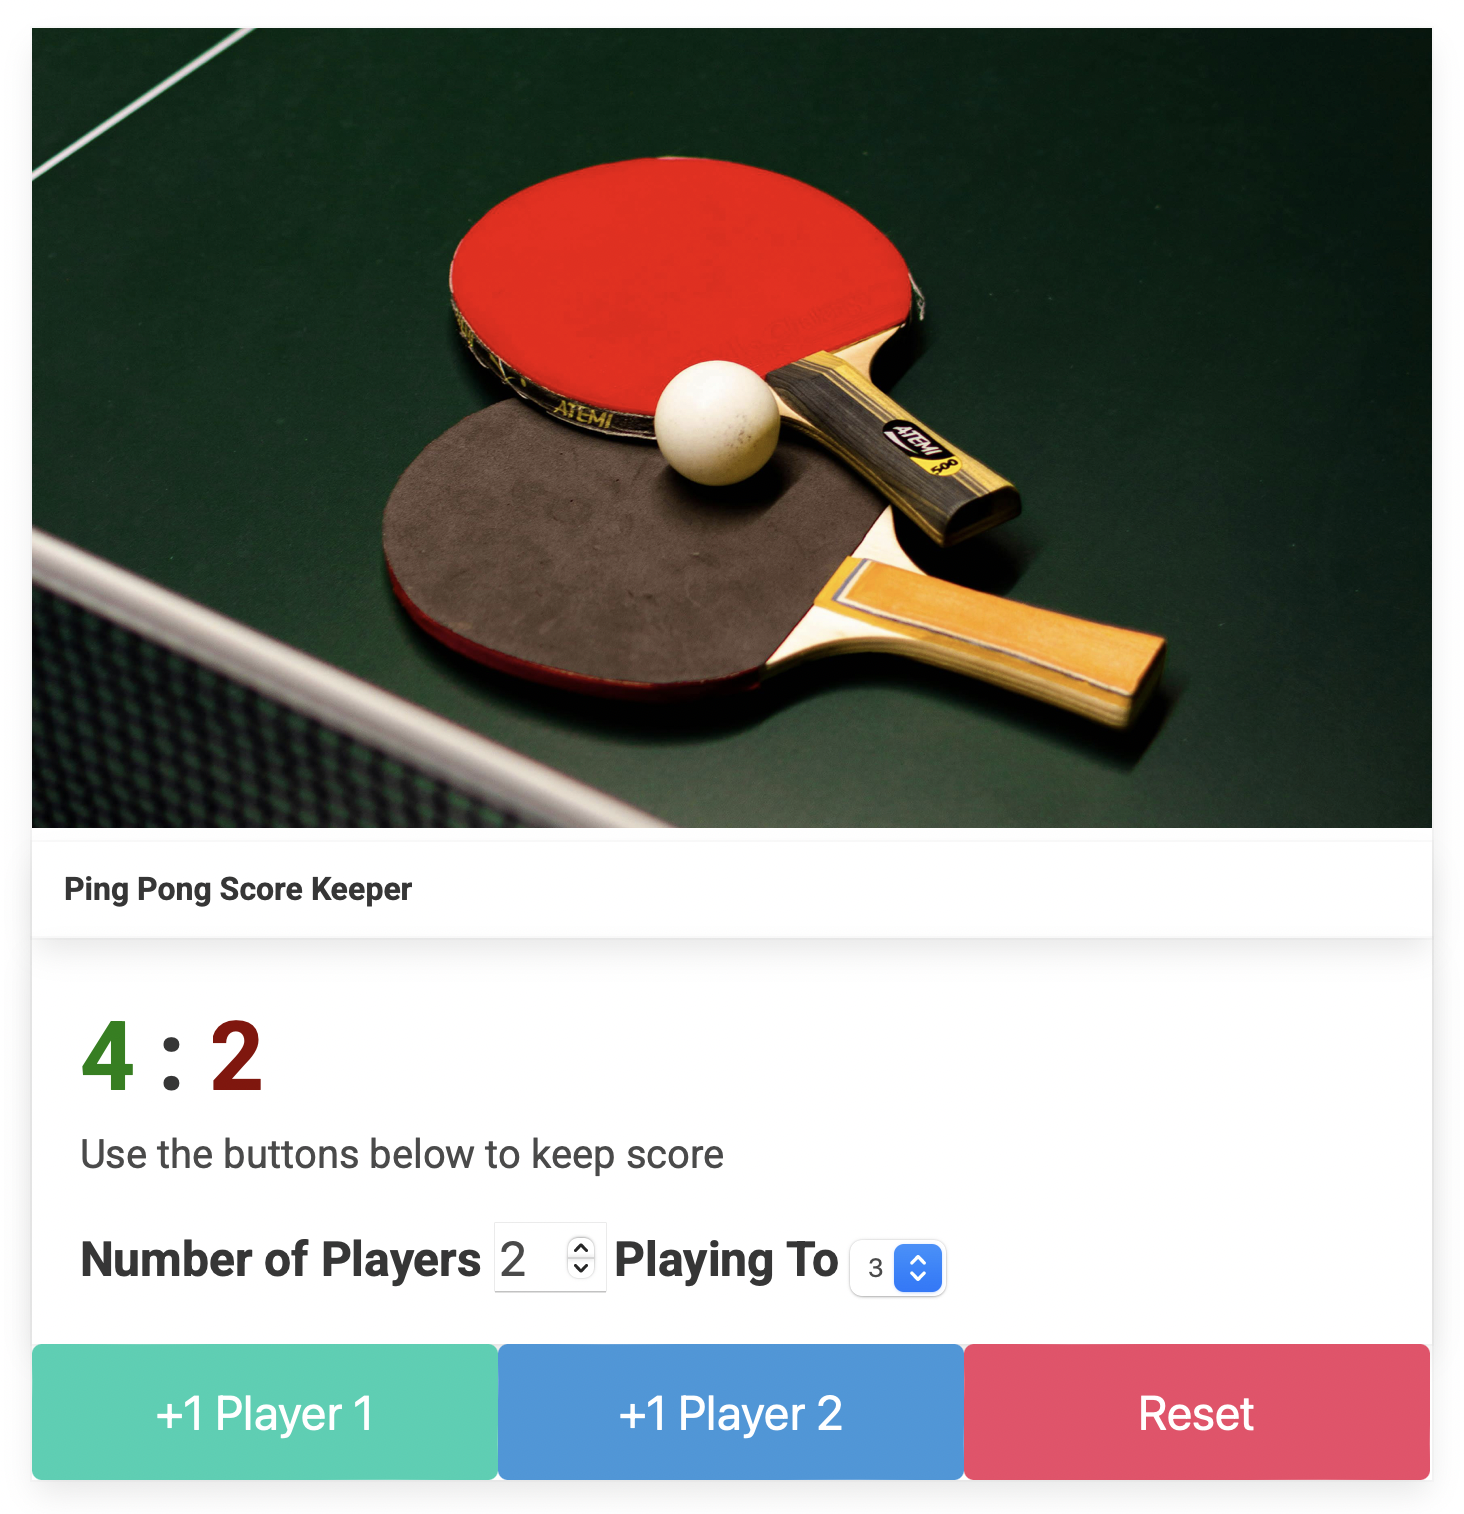 ATEMI
ATEMI
500
Ping Pong Score Keeper
4 : 2
Use the buttons below to keep score
Number of Players 2 Playing To 3
+1 Player 1 +1 Player 2 Reset